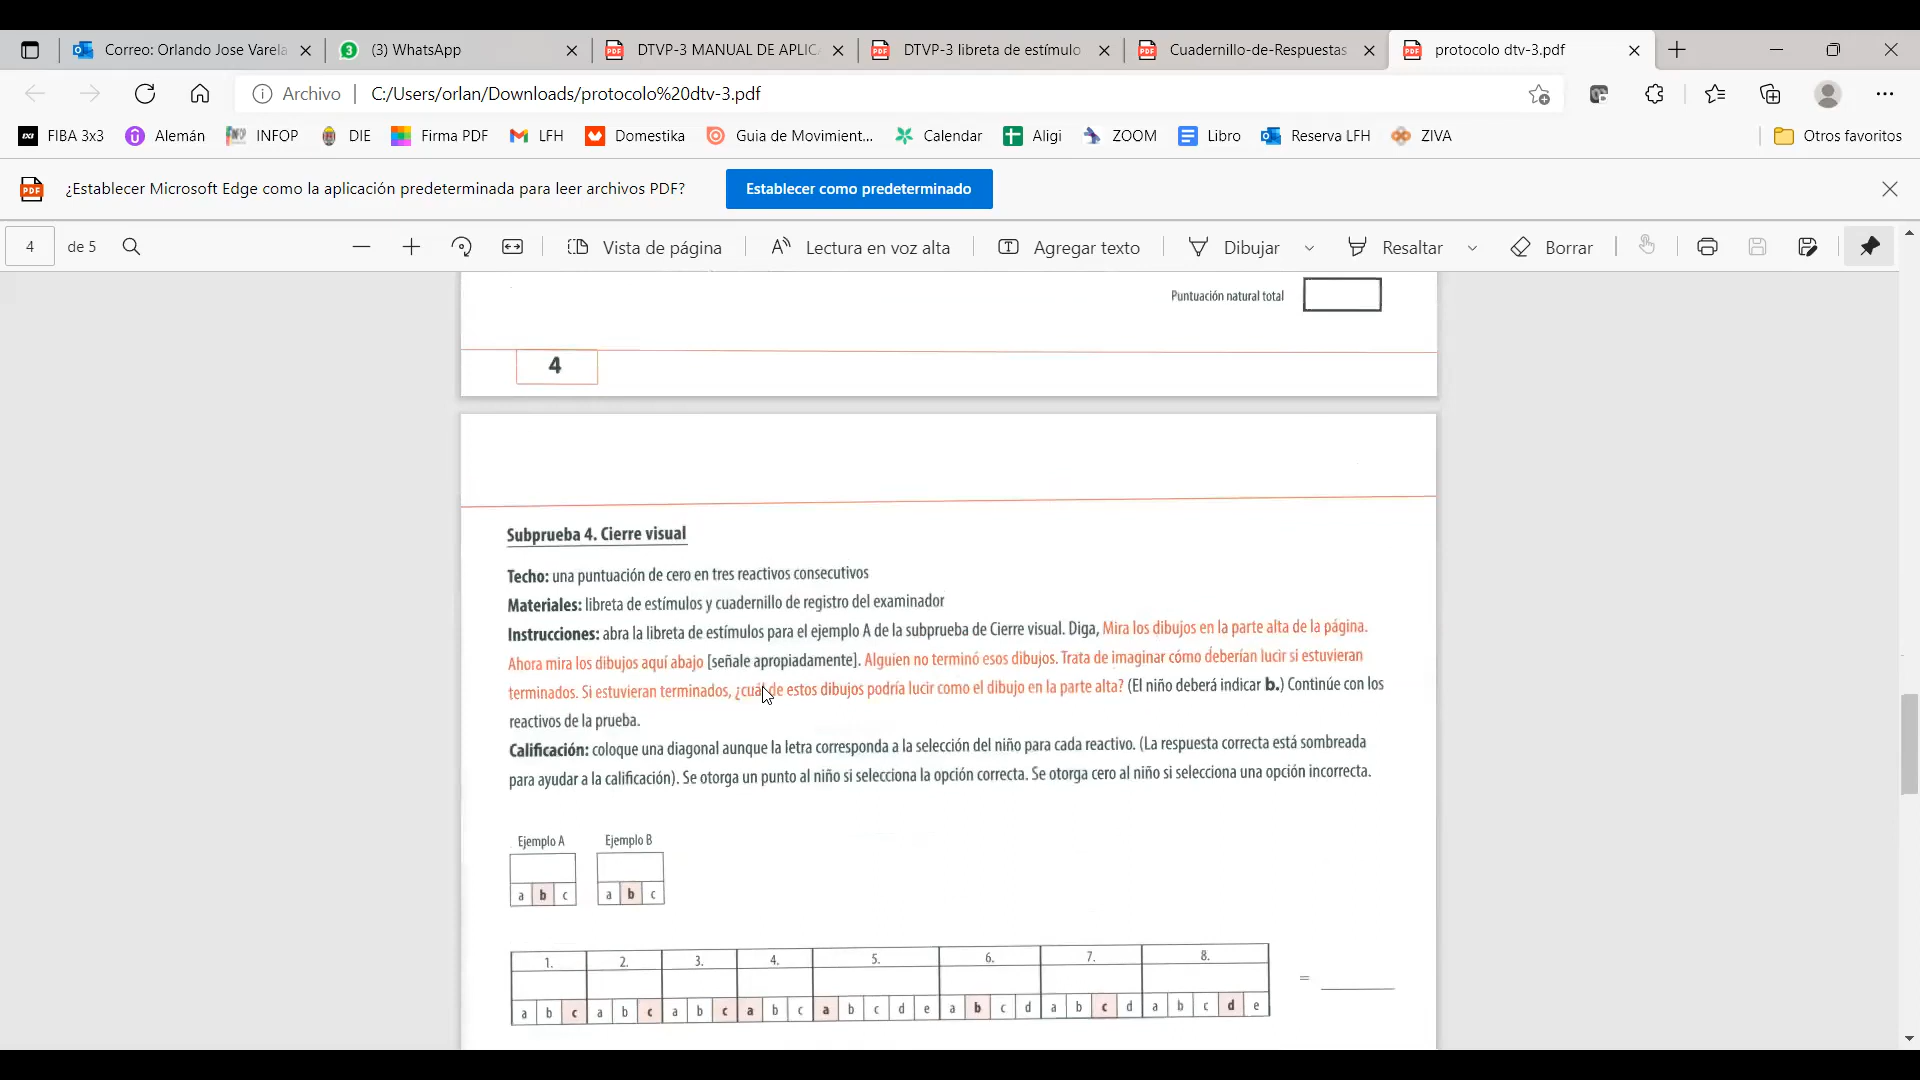 Correo: Orlando Jose Varela
(3) WhatsApp
DTVP-3 MANUAL DE APLIC
DTVP-3 libreta de estímulo
Cuadernillo-de-Respuestas
protocolo dtv-3.pdf
Archivo
C:/Users/orlan/Downloads/protocolo%20dtv-3.pdf
FIBA 3x3
Alemán
INFOP
DIE
Firma PDF
LFH
Domestika
Guia de Movimient...
Calendar
Aligi
ZOOM
Libro
Reserva LFH
ZIVA
Otros favoritos
¿Establecer Microsoft Edge como la aplicación predeterminada para leer archivos PDF?
Establecer como predeterminado
4 de 5
Vista de página
Lectura en voz alta
Agregar texto
Dibujar
Resaltar
Borrar
Puntuación natural total
4
Subprueba 4. Cierre visual
Techo: una puntuación de cero en tres reactivos consecutivos
Materiales: libreta de estímulos y cuadernillo de registro del examinador
Instrucciones: abra la libreta de estímulos para el ejemplo A de la subprueba de Cierre visual. Diga, Mira los dibujos en la parte alta de la página.
Ahora mira los dibujos aquí abajo [señale apropiadamente]. Alguien no terminó esos dibujos. Trata de imaginar cómo deberían lucir si estuvieran
terminados. Si estuvieran terminados, ¿cuál de estos dibujos podría lucir como el dibujo en la parte alta? (El niño deberá indicar b.) Continúe con los
reactivos de la prueba.
Calificación: coloque una diagonal aunque la letra corresponda a la selección del niño para cada reactivo. (La respuesta correcta está sombreada
para ayudar a la calificación). Se otorga un punto al niño si selecciona la opción correcta. Se otorga cero al niño si selecciona una opción incorrecta.
Ejemplo A Ejemplo B
a b c a b c
1. 2. 3. 4. 5. 6. 7. 8.
=
a b c a b c a b c a b c a b c d e a b c d a b c d a b c d e